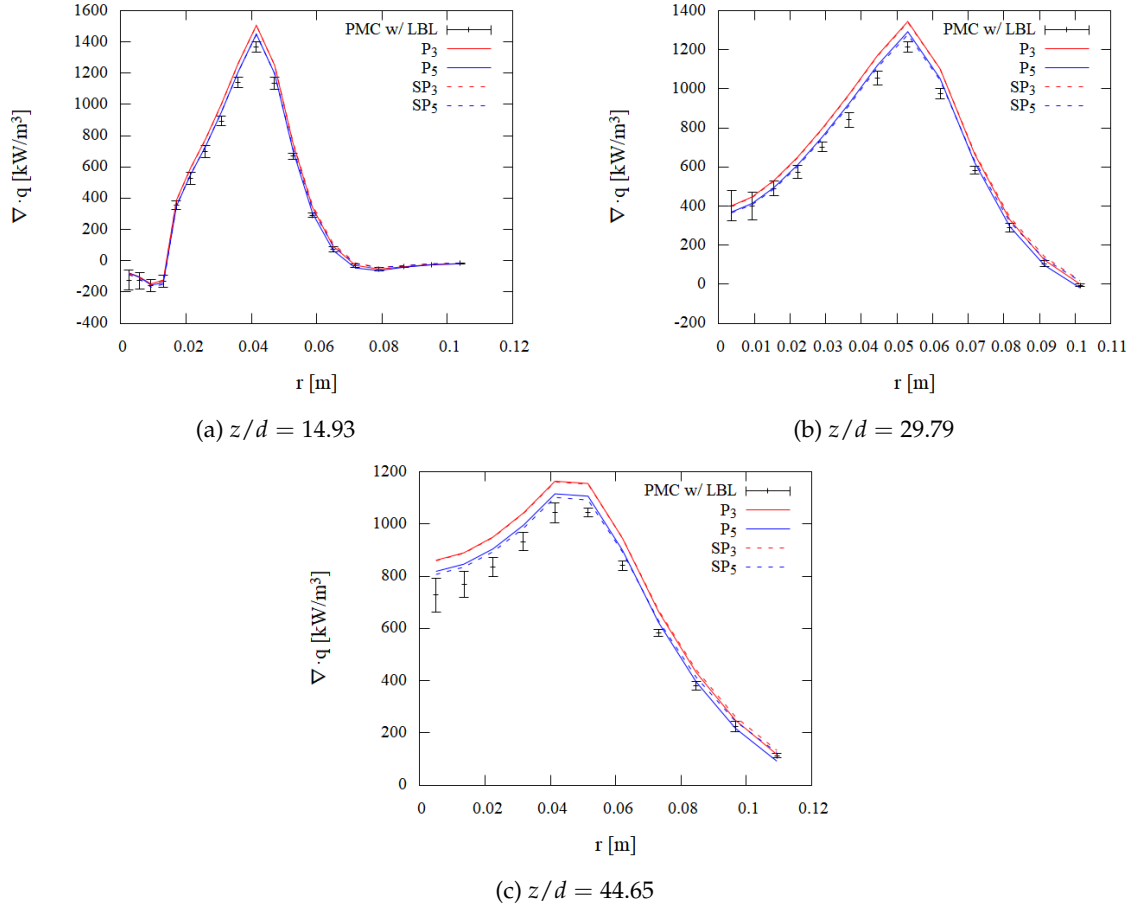 1600
1400
1200
1000
800
600
400
200
0
-200
-400
∇·q [kW/m³]
PMC w/ LBL
P₃
P₅
SP₃
SP₅
0 0.02 0.04 0.06 0.08 0.1 0.12
r [m]
(a) z/d = 14.93
1400
1200
1000
800
600
400
200
0
-200
∇·q [kW/m³]
PMC w/ LBL
P₃
P₅
SP₃
SP₅
0 0.01 0.02 0.03 0.04 0.05 0.06 0.07 0.08 0.09 0.1 0.11
r [m]
(b) z/d = 29.79
1200
1000
800
600
400
200
0
∇·q [kW/m³]
PMC w/ LBL
P₃
P₅
SP₃
SP₅
0 0.02 0.04 0.06 0.08 0.1 0.12
r [m]
(c) z/d = 44.65